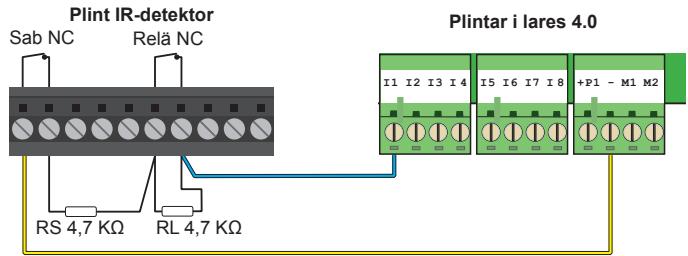 Plint IR-detektor
Plintar i lares 4.0
Sab NC
Relä NC
I1 I2 I3 I4
I5 I6 I7 I8
+P1 - M1 M2
RS 4,7 KΩ
RL 4,7 KΩ